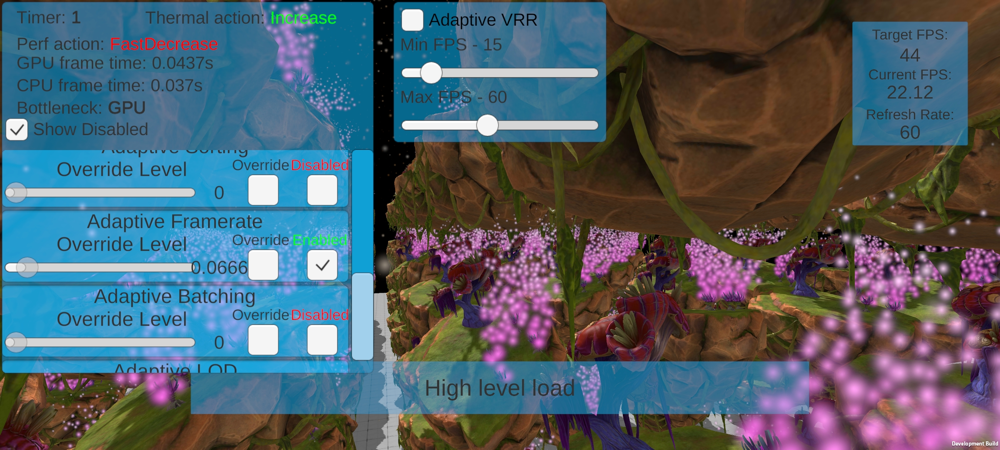 Timer: 1 Thermal action: Increase
Perf action: FastDecrease
GPU frame time: 0.0437s
CPU frame time: 0.037s
Bottleneck: GPU
Show Disabled
Adaptive Sorting
Override Level
Override Disabled
0
Adaptive Framerate
Override Level
Override Enabled
0.0666
Adaptive Batching
Override Level
Override Disabled
0
Adaptive LOD
Adaptive VRR
Min FPS - 15
Max FPS - 60
Target FPS:
44
Current FPS:
22.12
Refresh Rate:
60
High level load
Development Build